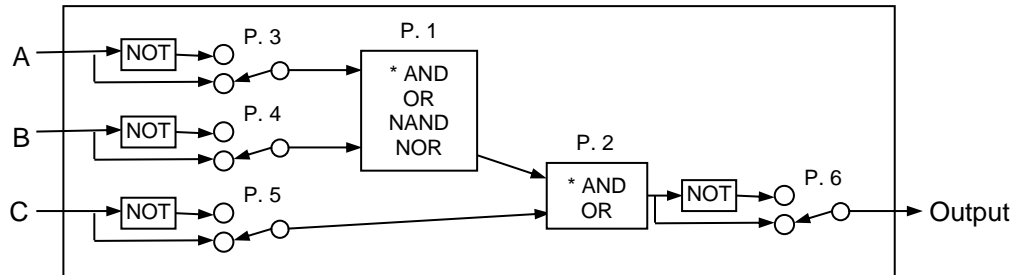 A
NOT
P. 3
P. 1
* AND
OR
NAND
NOR
B
NOT
P. 4
P. 2
* AND
OR
C
NOT
P. 5
NOT
P. 6
Output